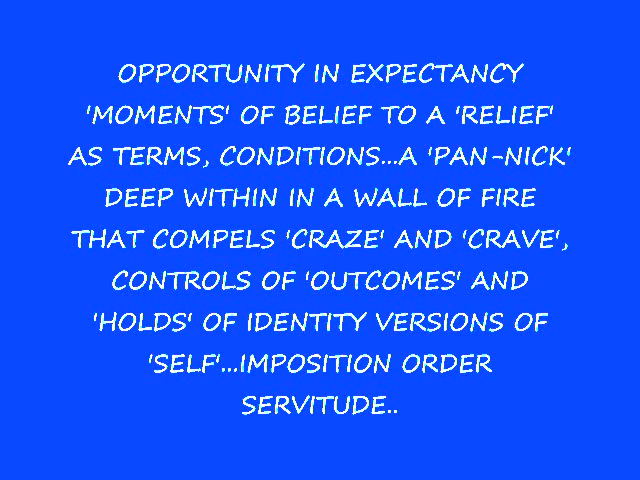 OPPORTUNITY IN EXPECTANCY
'MOMENTS' OF BELIEF TO A 'RELIEF'
AS TERMS, CONDITIONS...A 'PAN-NICK'
DEEP WITHIN IN A WALL OF FIRE
THAT COMPELS 'CRAZE' AND 'CRAVE',
CONTROLS OF 'OUTCOMES' AND
'HOLDS' OF IDENTITY VERSIONS OF
'SELF'...IMPOSITION ORDER
SERVITUDE..